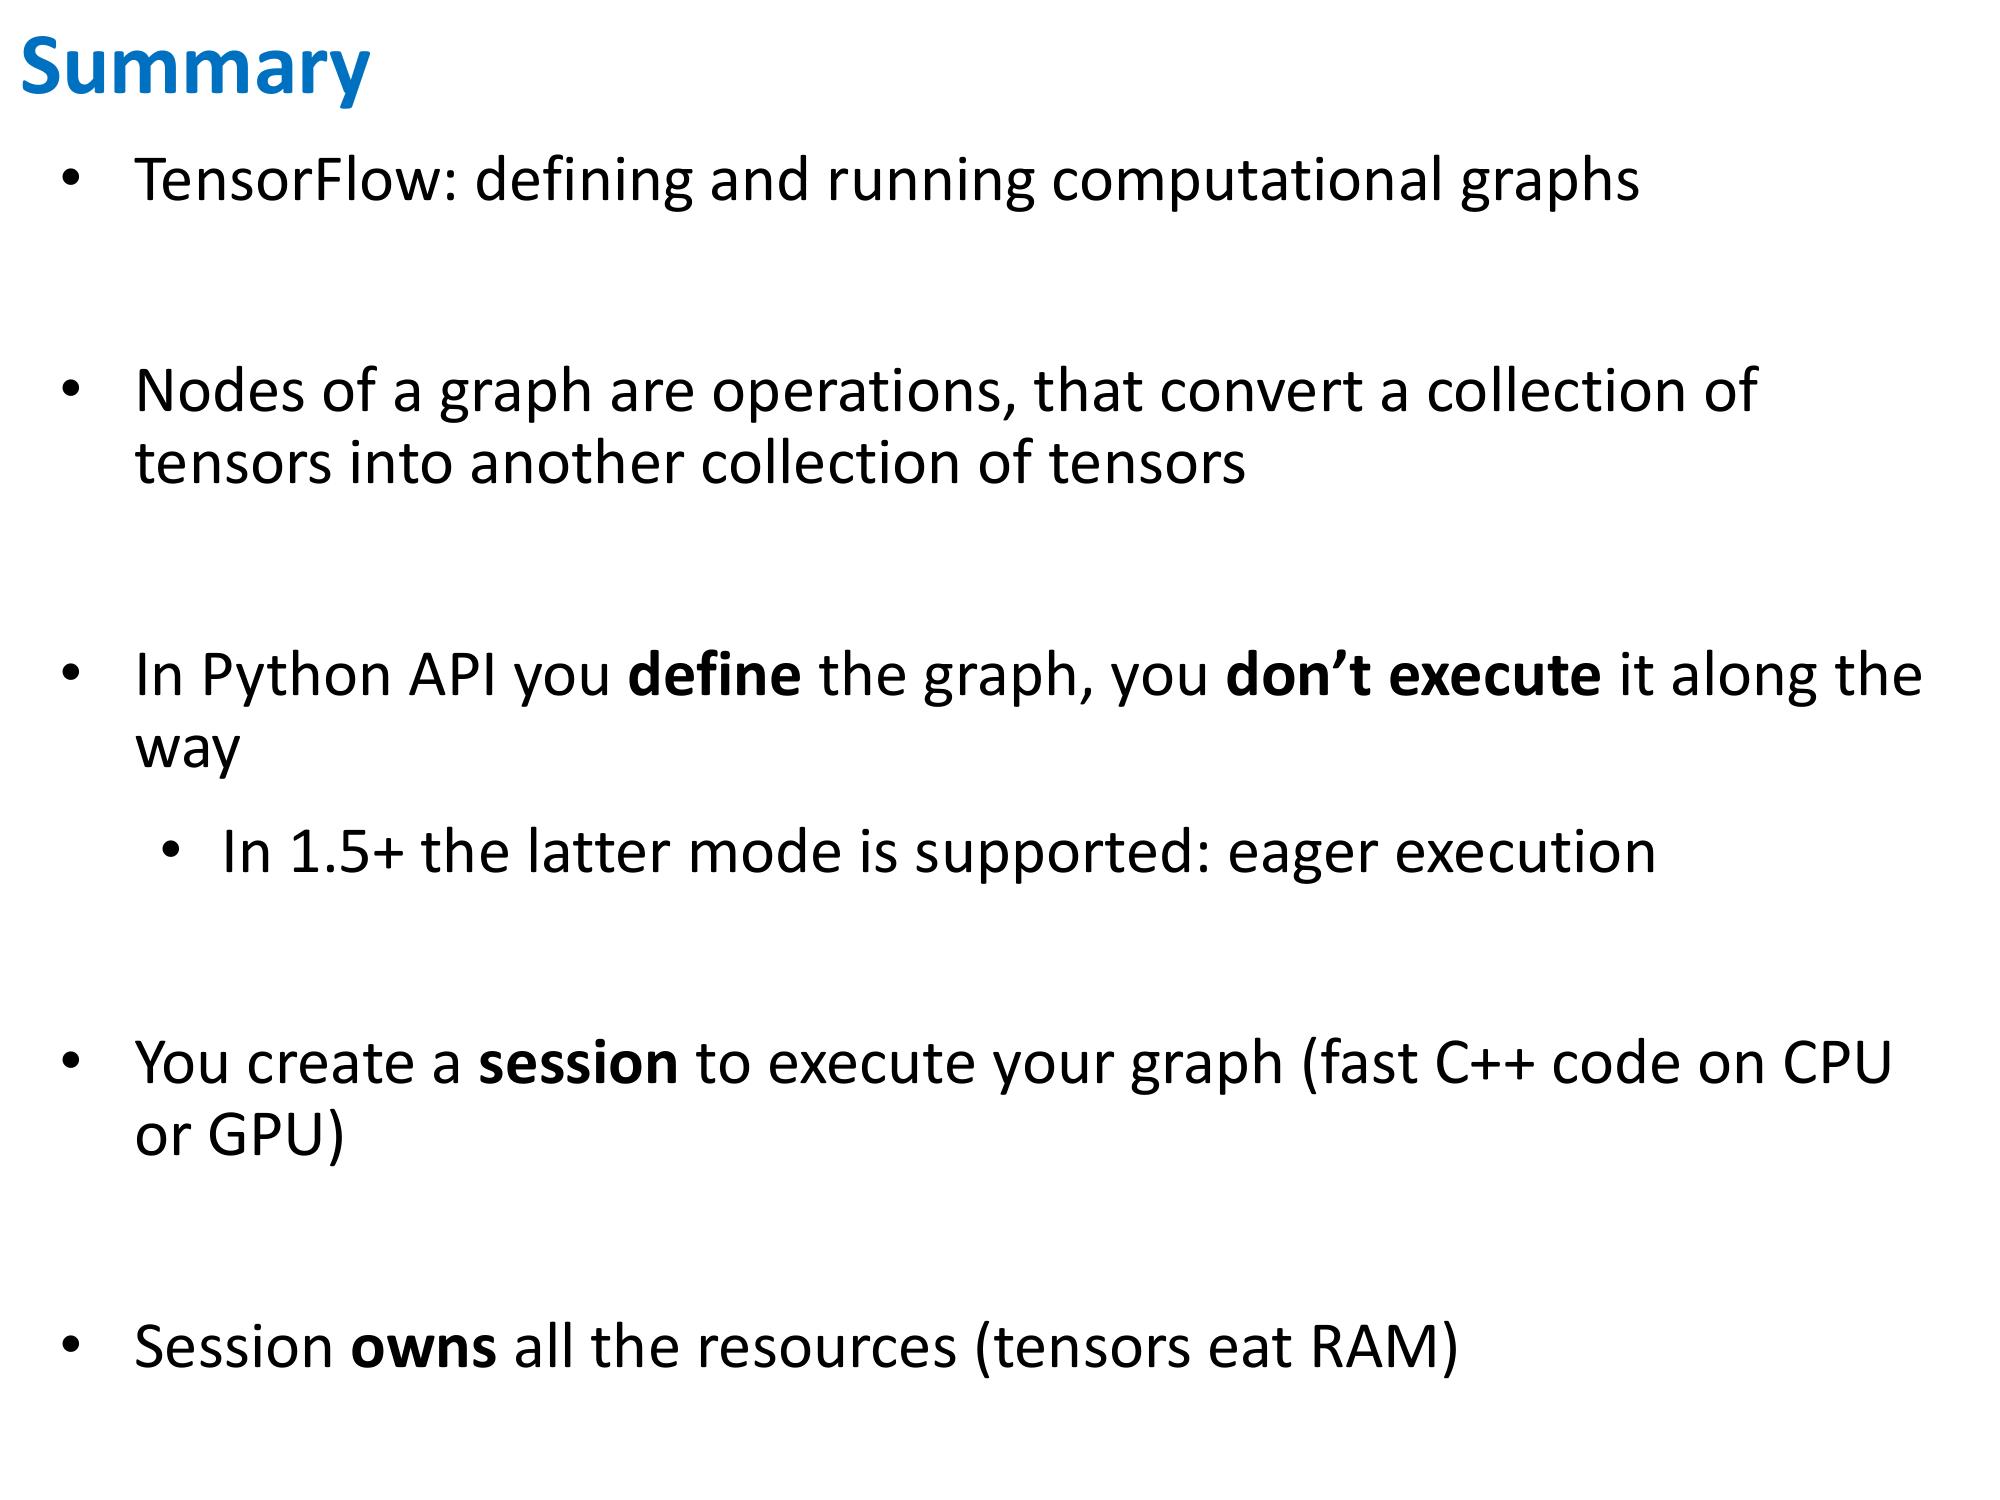 Summary
• TensorFlow: defining and running computational graphs
• Nodes of a graph are operations, that convert a collection of
tensors into another collection of tensors
• In Python API you define the graph, you don’t execute it along the
way
• In 1.5+ the latter mode is supported: eager execution
• You create a session to execute your graph (fast C++ code on CPU
or GPU)
• Session owns all the resources (tensors eat RAM)